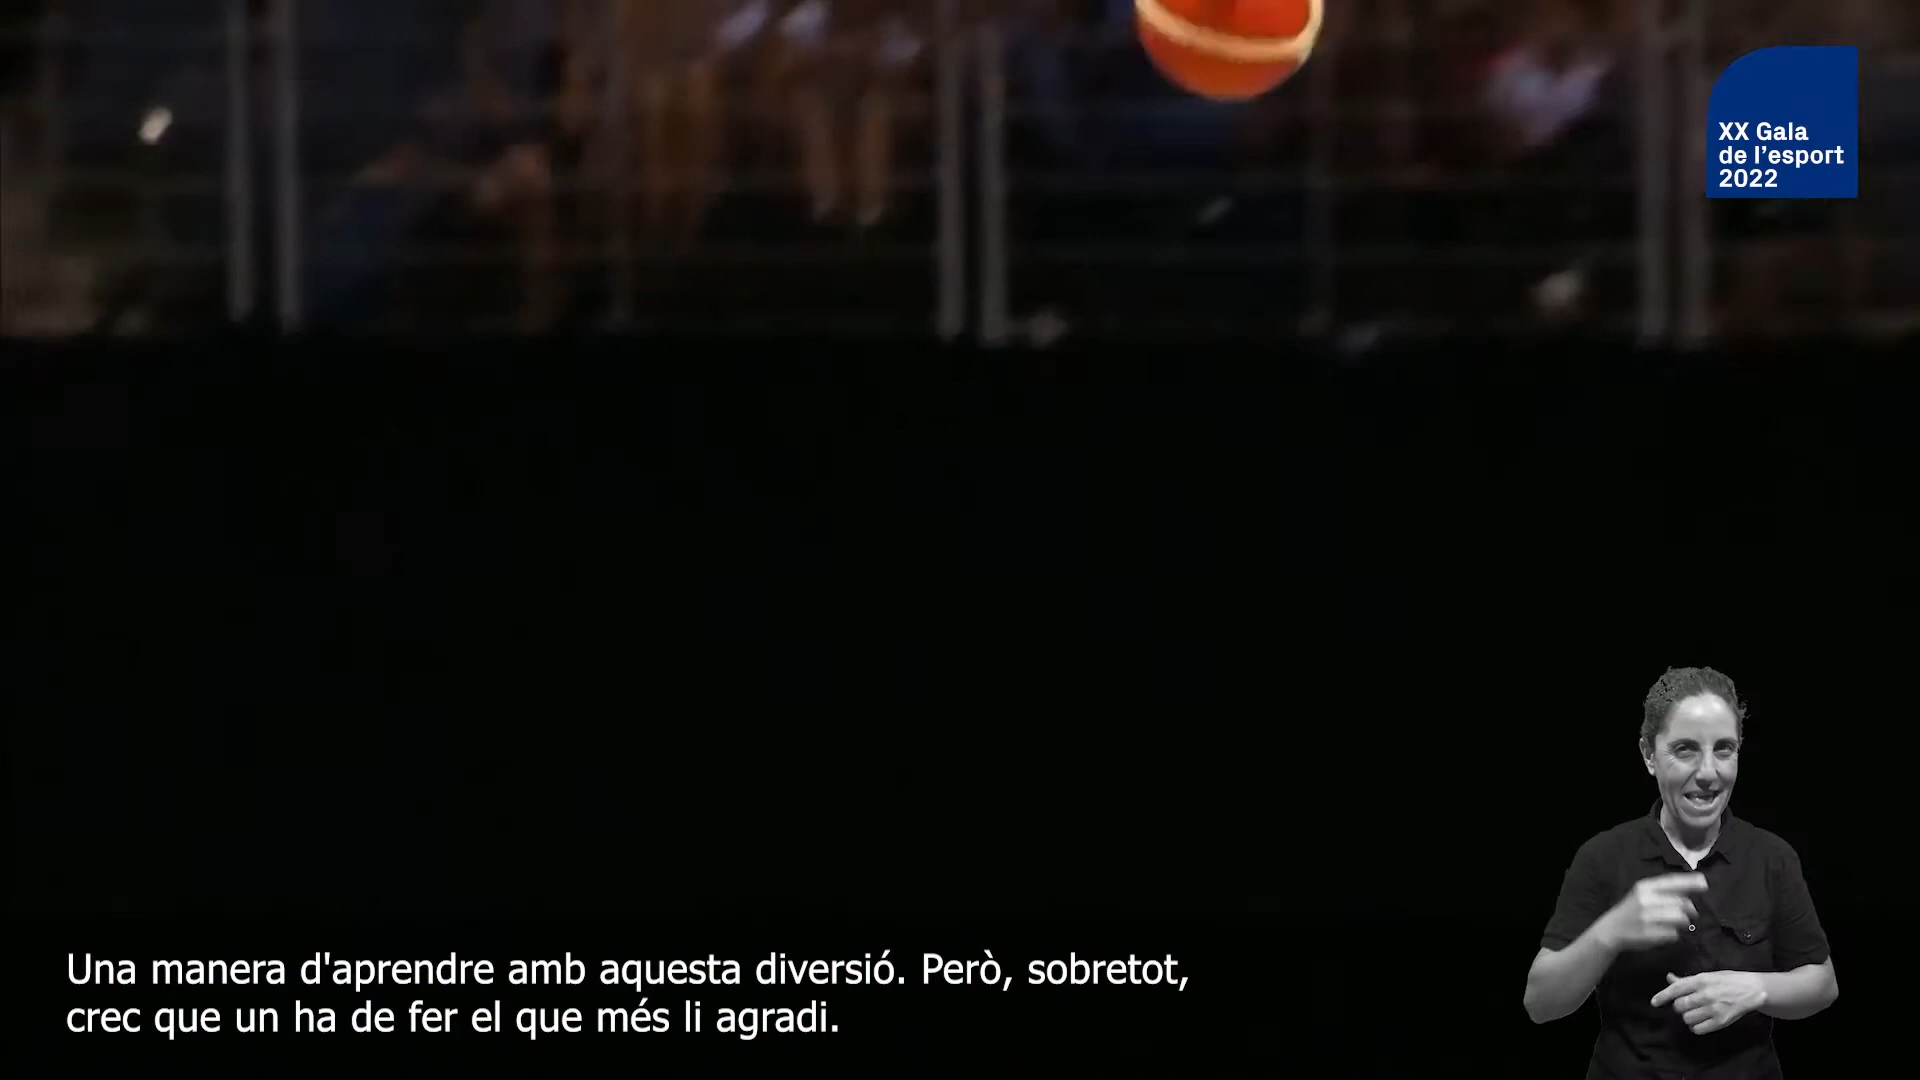 XX Gala
de l'esport
2022
Una manera d'aprendre amb aquesta diversió. Però, sobretot,
crec que un ha de fer el que més li agradi.